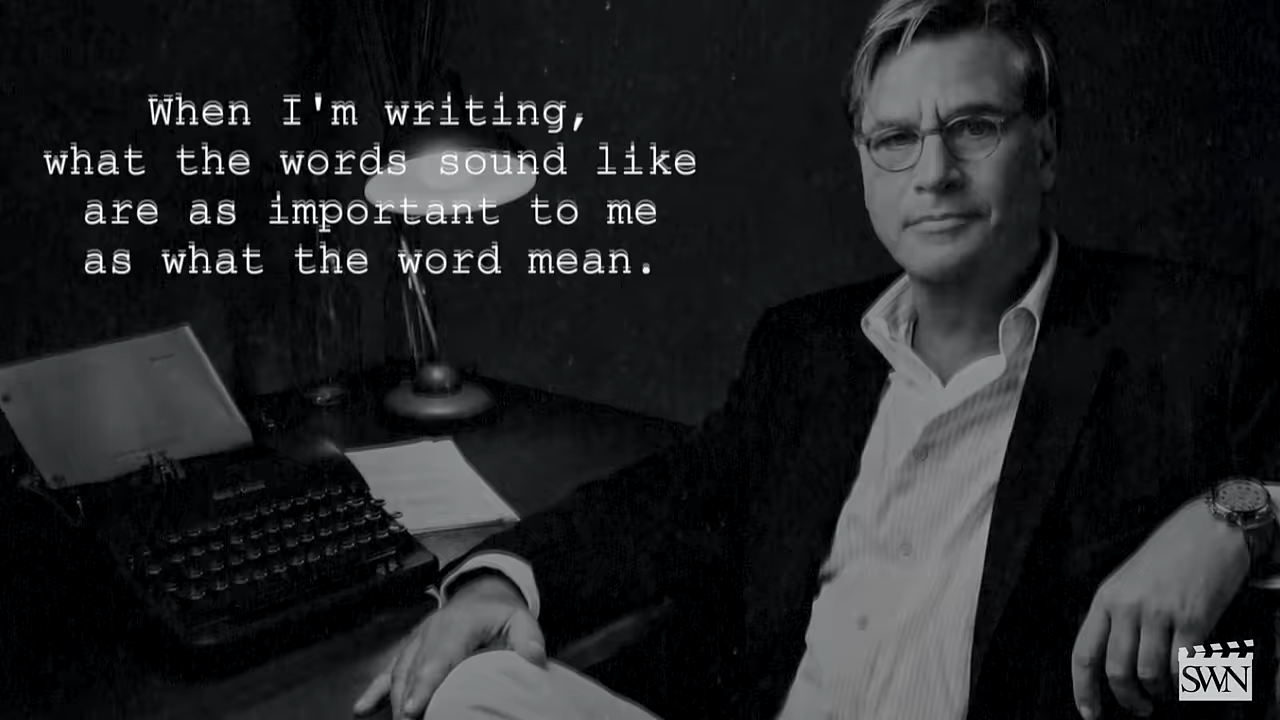 When I'm writing,
what the words sound like
are as important to me
as what the word mean.
SWN